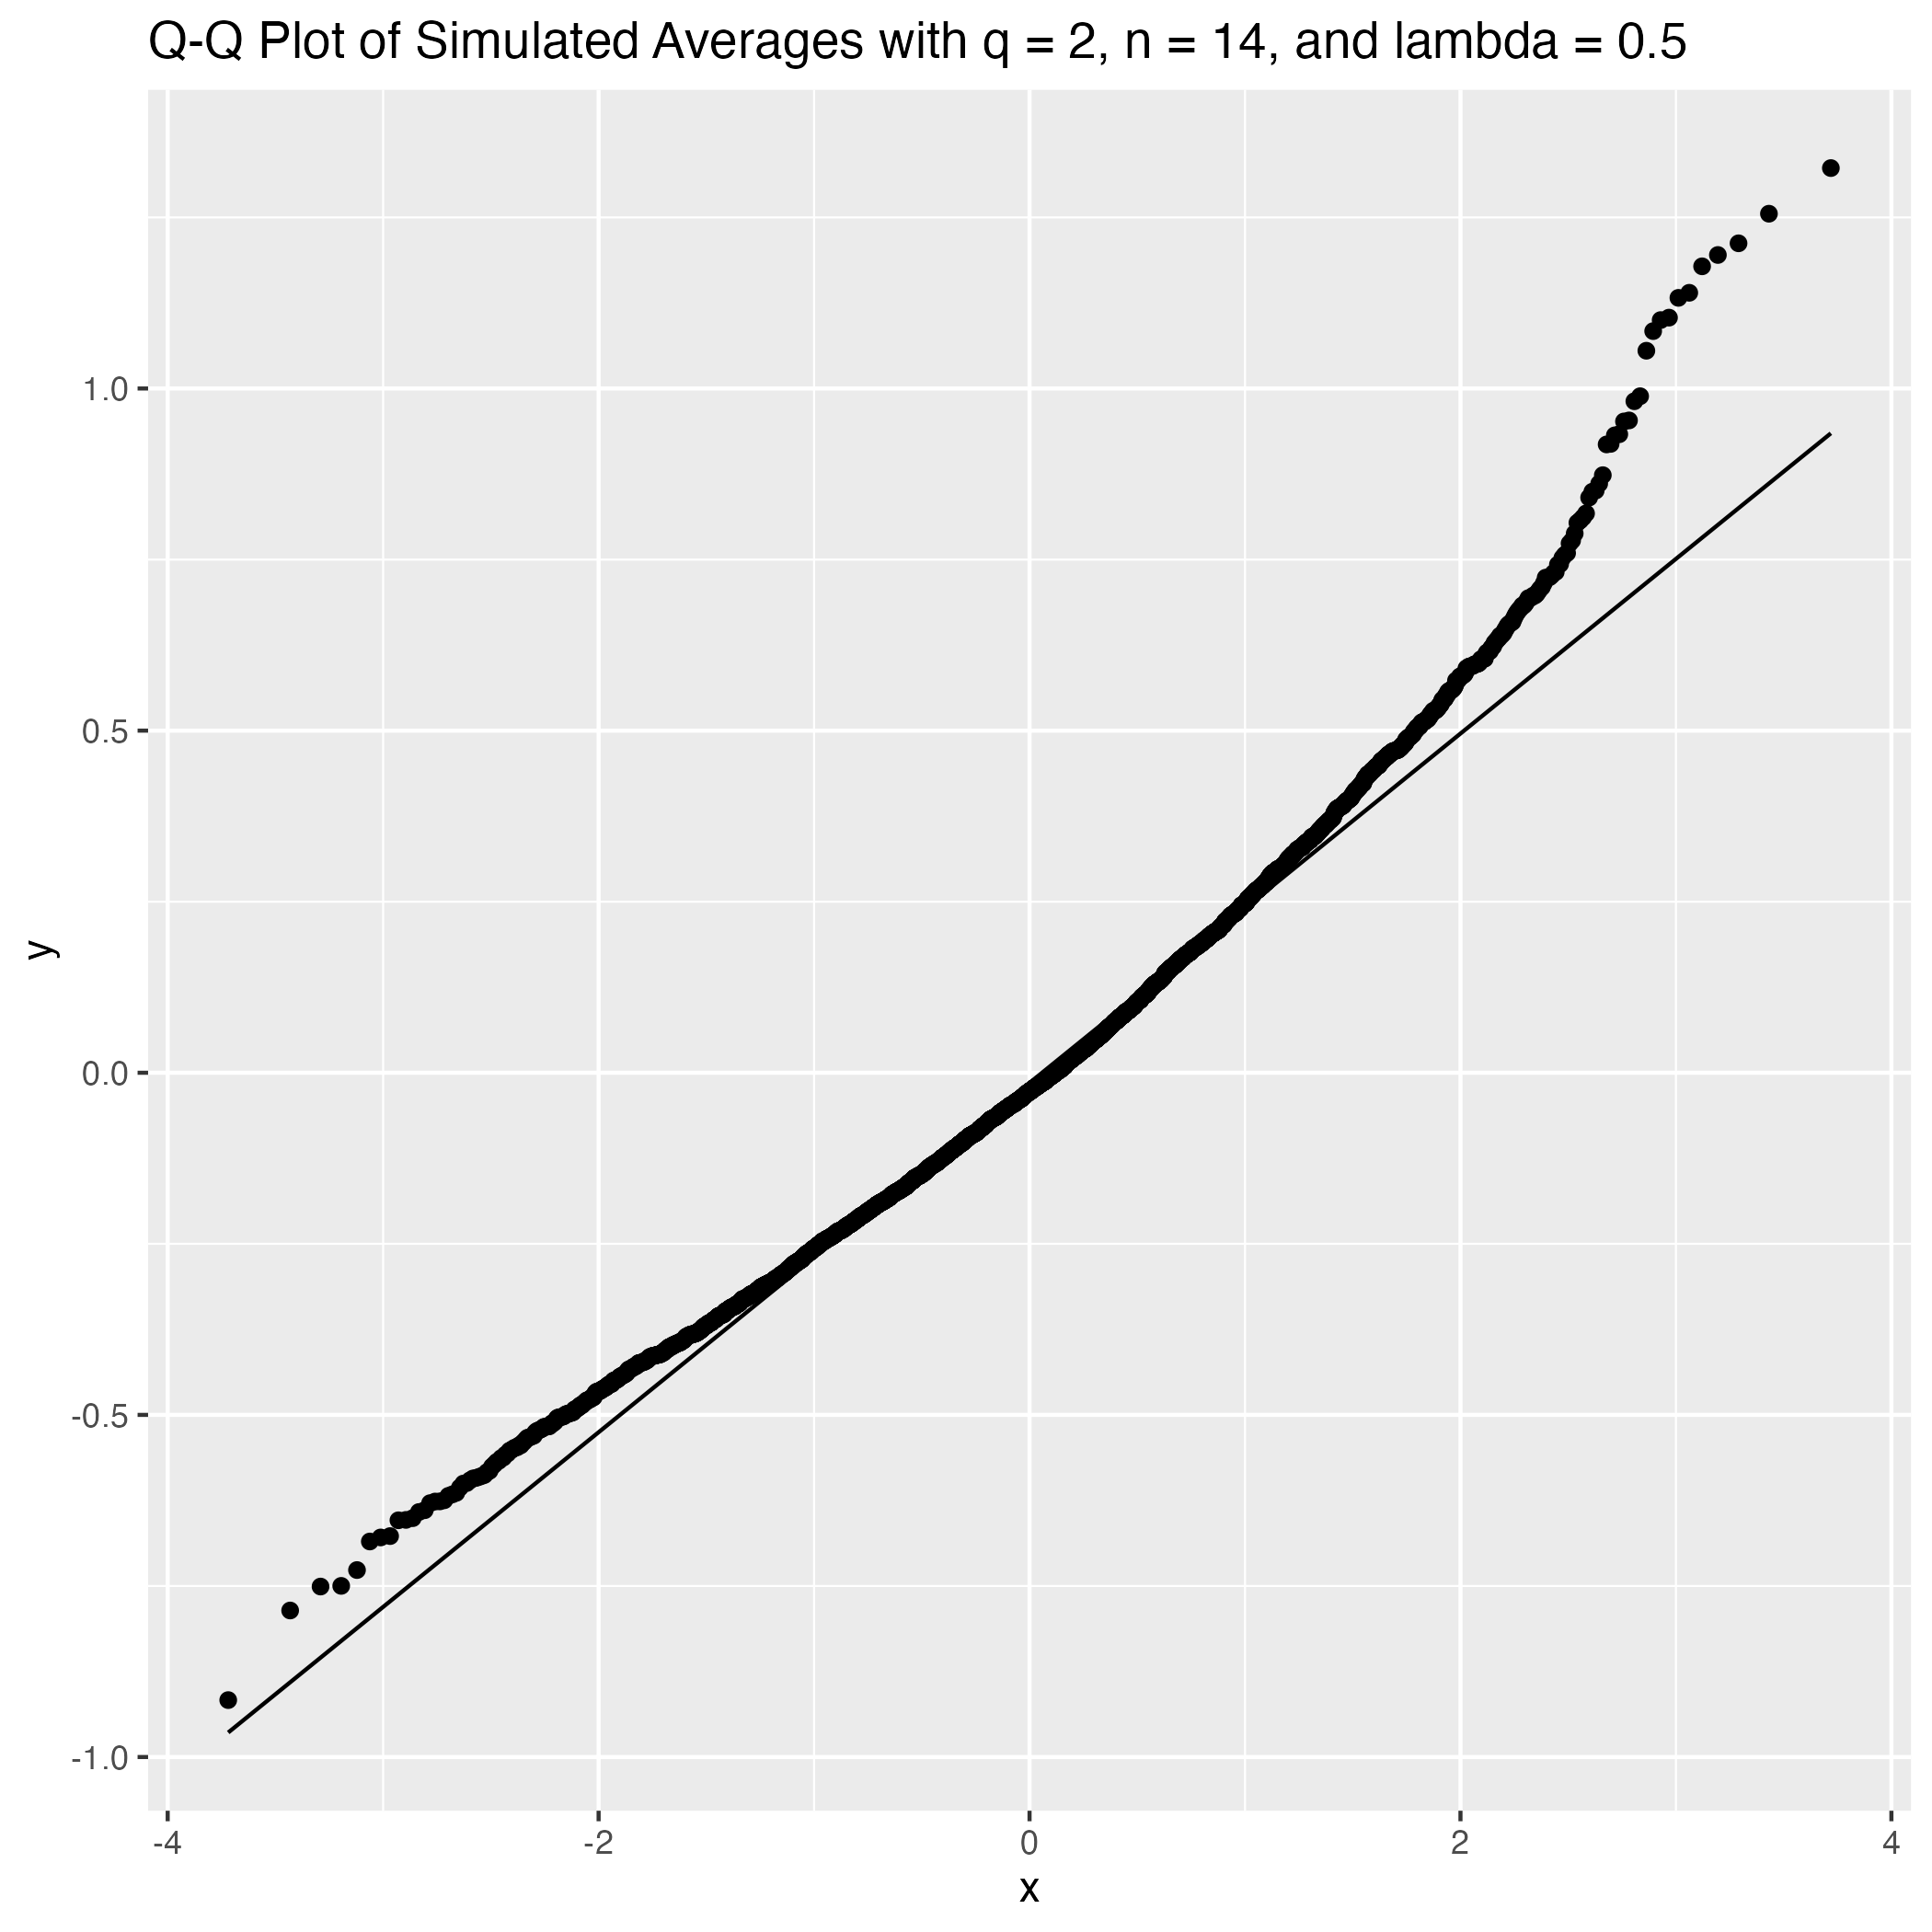 Q-Q Plot of Simulated Averages with q = 2, n = 14, and lambda = 0.5
1.0
0.5
0.0
-0.5
-1.0
y
-4 -2 0 2 4
x